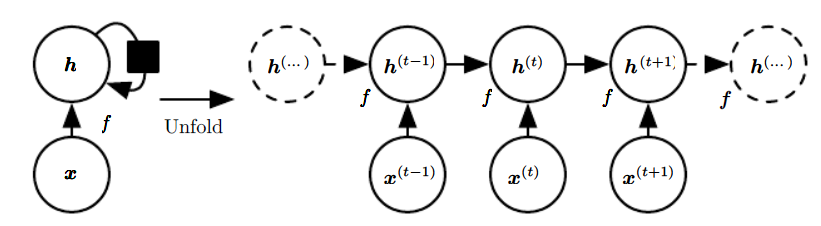 h
f
x
Unfold
h(...)
h(t−1)
h(t)
h(t+1)
h(...)
f
f
f
f
x(t−1)
x(t)
x(t+1)